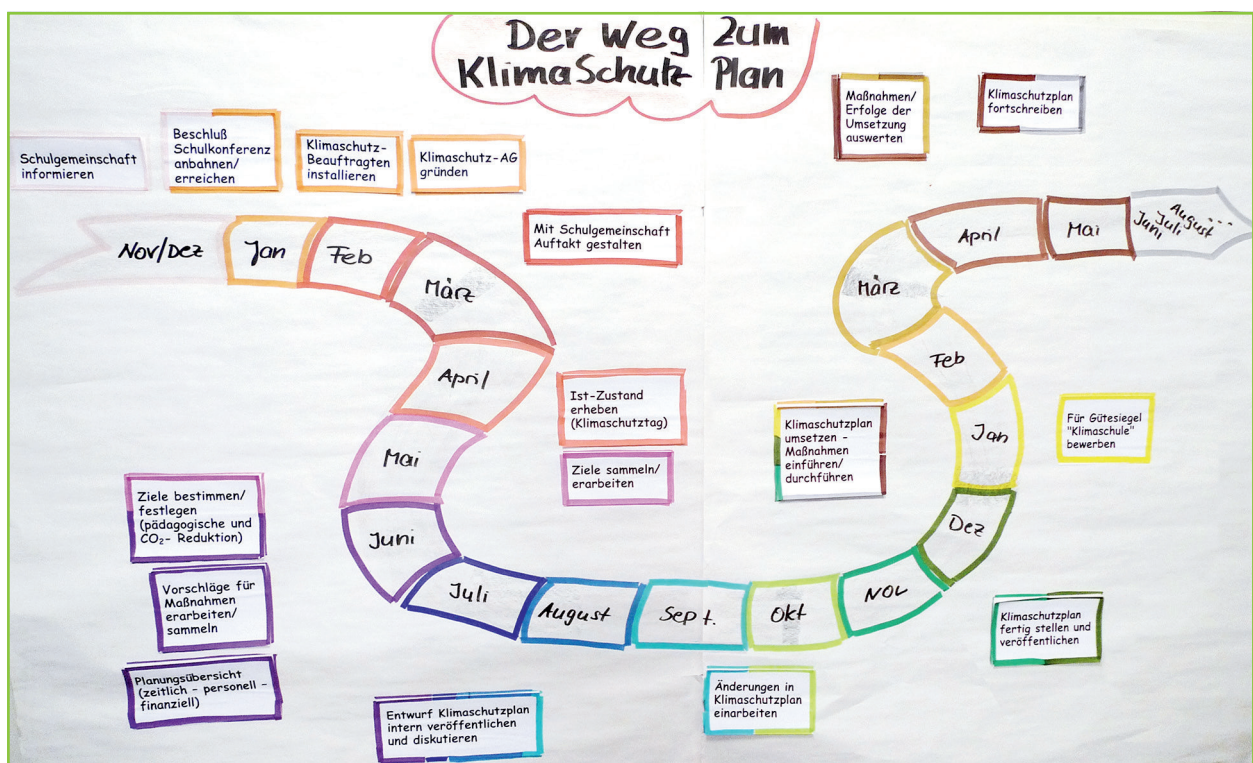 Der Weg zum
KlimaSchutz Plan
Schulgemeinschaft
informieren
Beschluß
Schulkonferenz
anbahnen/
erreichen
Klimaschutz-
Beauftragten
installieren
Klimaschutz-AG
gründen
Mit Schulgemeinschaft
Auftakt gestalten
Maßnahmen/
Erfolge der
Umsetzung
auswerten
Klimaschutzplan
fortschreiben
Nov/Dez
Jan
Feb
März
April
Mai
Juni
Juli
August
Sept.
Okt
Nov
Dez
Jan
Feb
März
April
Mai
Juni
Juli
August...
Ist-Zustand
erheben
(Klimaschutztag)
Ziele sammeln/
erarbeiten
Ziele bestimmen/
festlegen
(pädagogische und
CO₂- Reduktion)
Vorschläge für
Maßnahmen
erarbeiten/
sammeln
Planungsübersicht
(zeitlich - personell -
finanziell)
Entwurf Klimaschutzplan
intern veröffentlichen
und diskutieren
Änderungen in
Klimaschutzplan
einarbeiten
Klimaschutzplan
fertig stellen und
veröffentlichen
Klimaschutzplan
umsetzen -
Maßnahmen
einführen/
durchführen
Für Gütesiegel
"Klimaschule"
bewerben